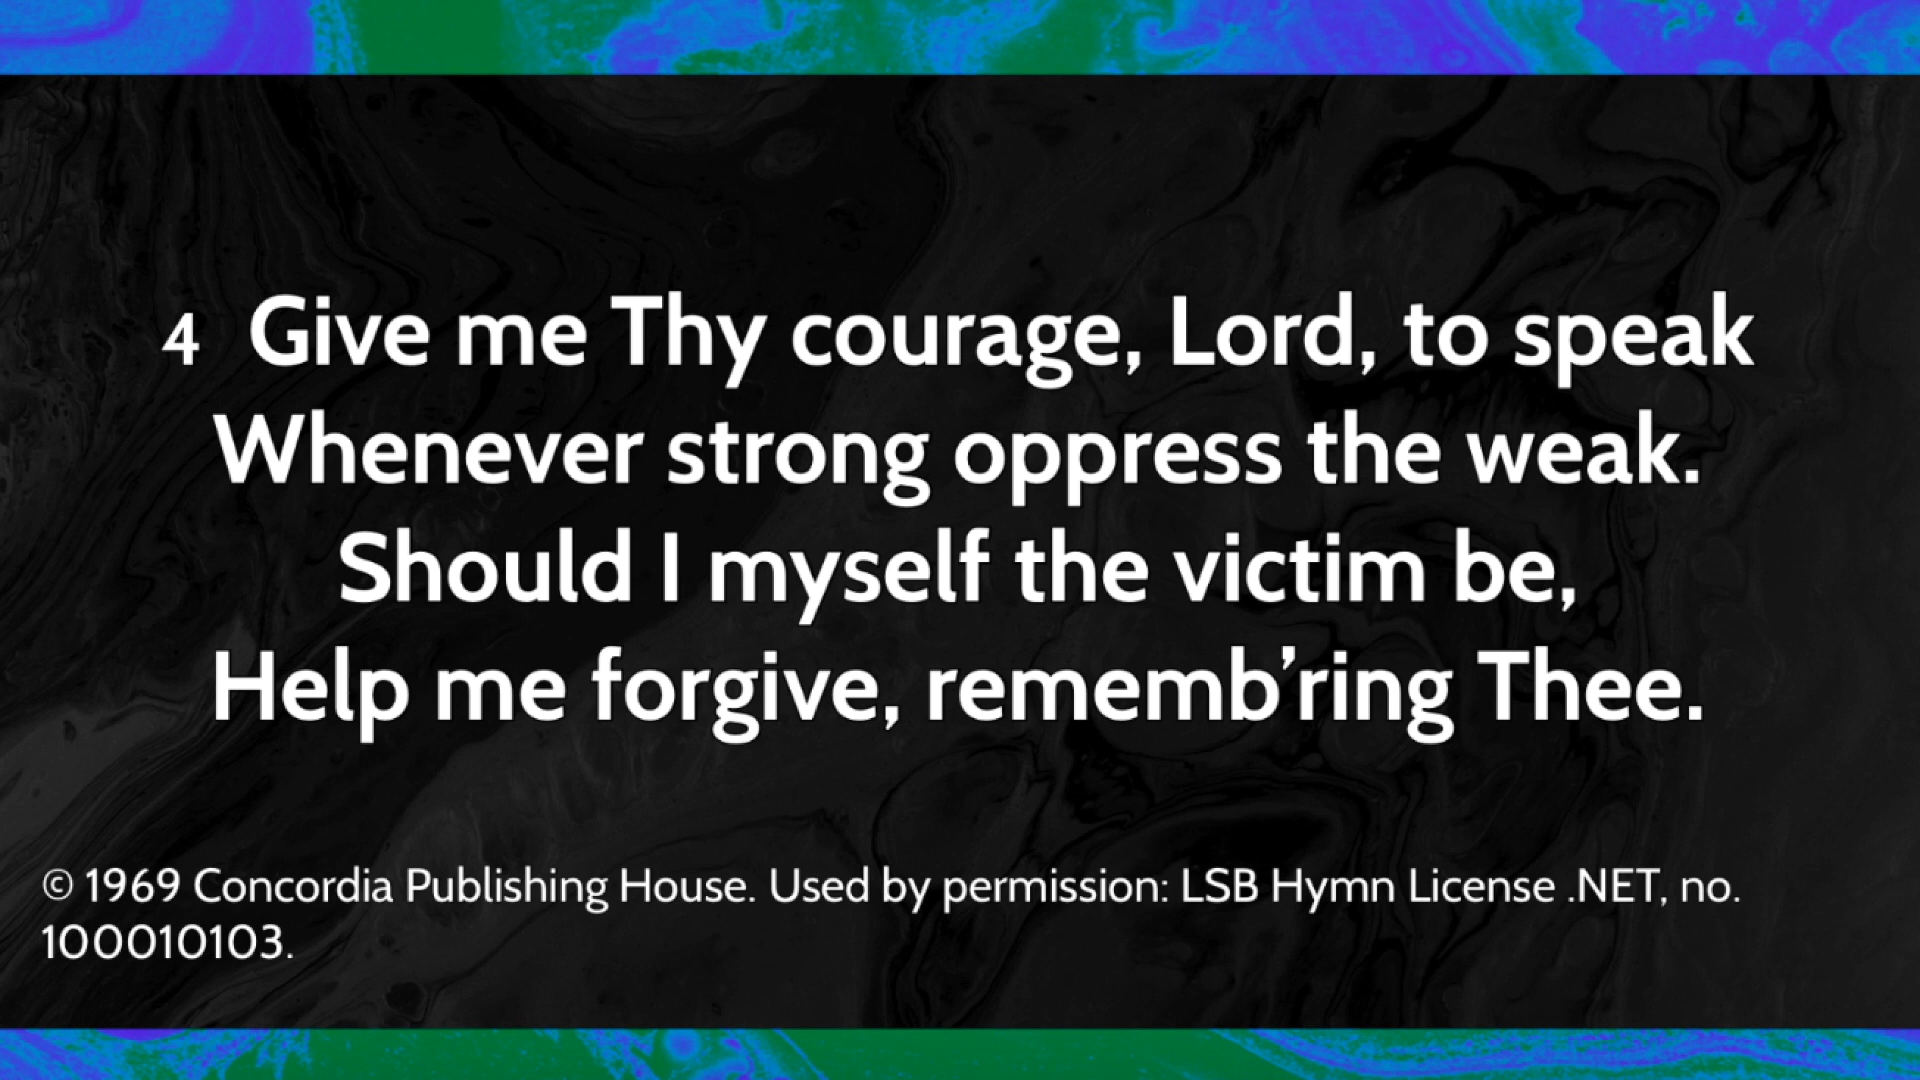 4 Give me Thy courage, Lord, to speak
Whenever strong oppress the weak.
Should I myself the victim be,
Help me forgive, rememb’ring Thee.
© 1969 Concordia Publishing House. Used by permission: LSB Hymn License .NET, no.
100010103.